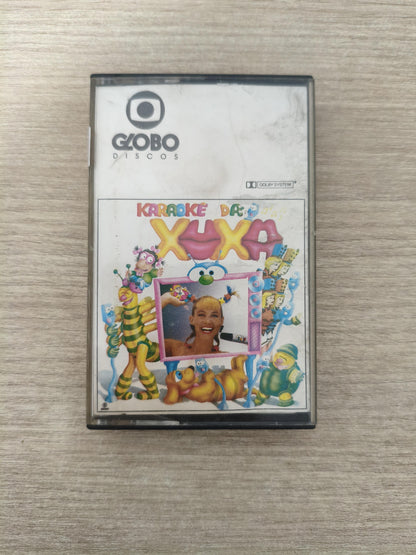 GLOBO
DISCOS
DOLBY SYSTEM
KARAOKÊ DA
XUXA